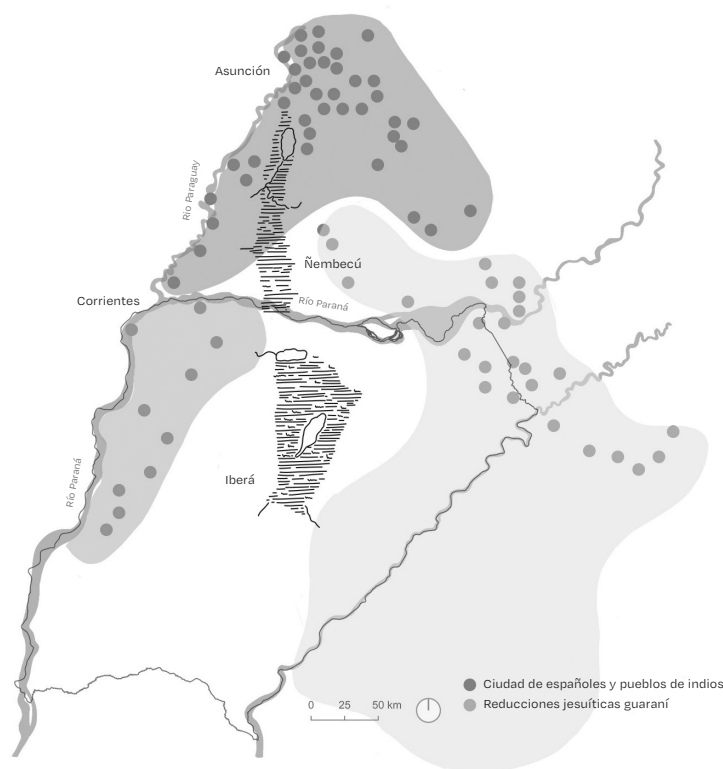 Asunción
Río Paraguay
Ñembecú
Corrientes
Río Paraná
Iberá
Río Paraná
Ciudad de españoles y pueblos de indios
0 25 50 km
Reducciones jesuíticas guaraní